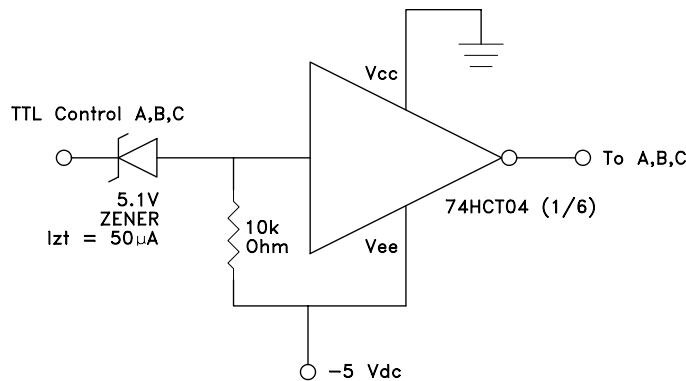 Vcc
TTL Control A,B,C
To A,B,C
5.1V
ZENER
Izt = 50µA
10k
Ohm
74HCT04 (1/6)
Vee
-5 Vdc